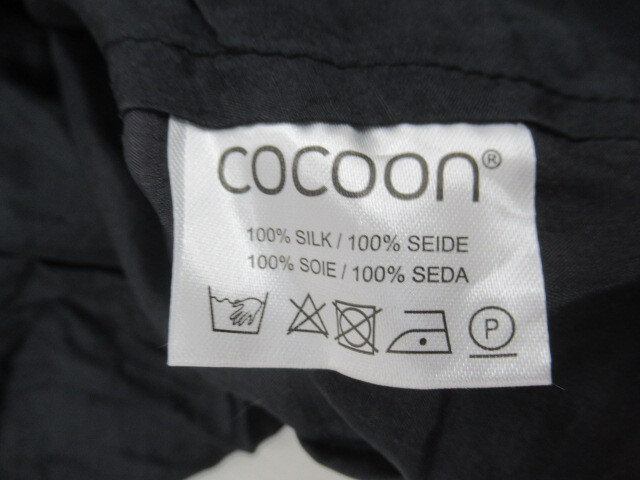 COCOON®
100% SILK / 100% SEIDE
100% SOIE / 100% SEDA
P